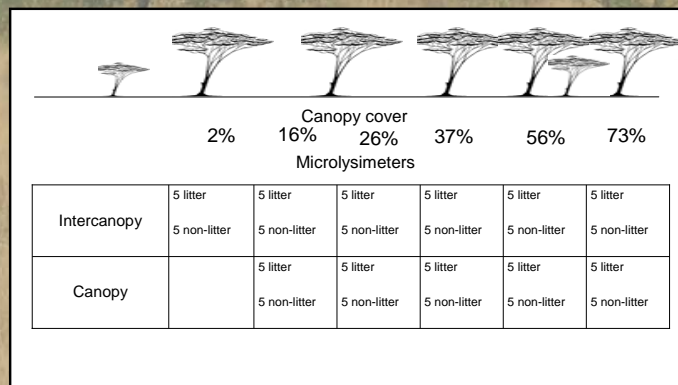 Canopy cover
2% 16% 26% 37% 56% 73%
Microlysimeters
5 litter 5 litter 5 litter 5 litter 5 litter 5 litter
Intercanopy
5 non-litter 5 non-litter 5 non-litter 5 non-litter 5 non-litter 5 non-litter
5 litter 5 litter 5 litter 5 litter 5 litter
Canopy
5 non-litter 5 non-litter 5 non-litter 5 non-litter 5 non-litter